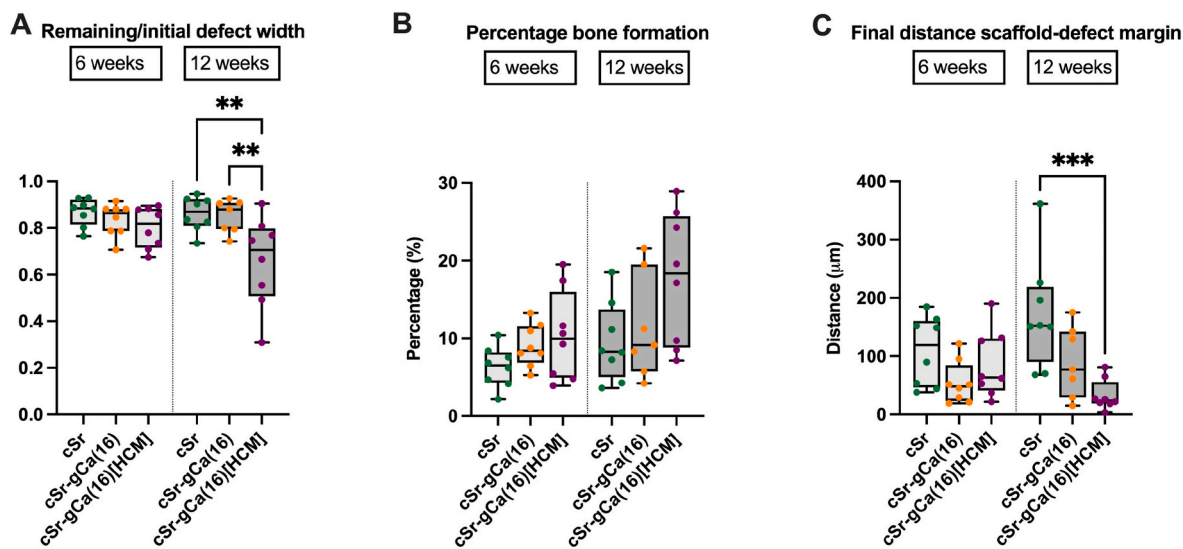 A Remaining/initial defect width
6 weeks 12 weeks
** 
**
1.0
0.8
0.6
0.4
0.2
0.0
cSr
cSr-gCa(16)
cSr-gCa(16)[HCM]
cSr
cSr-gCa(16)
cSr-gCa(16)[HCM]
B Percentage bone formation
6 weeks 12 weeks
Percentage (%)
30
20
10
0
cSr
cSr-gCa(16)
cSr-gCa(16)[HCM]
cSr
cSr-gCa(16)
cSr-gCa(16)[HCM]
C Final distance scaffold-defect margin
6 weeks 12 weeks
***
Distance (μm)
400
300
200
100
0
cSr
cSr-gCa(16)
cSr-gCa(16)[HCM]
cSr
cSr-gCa(16)
cSr-gCa(16)[HCM]